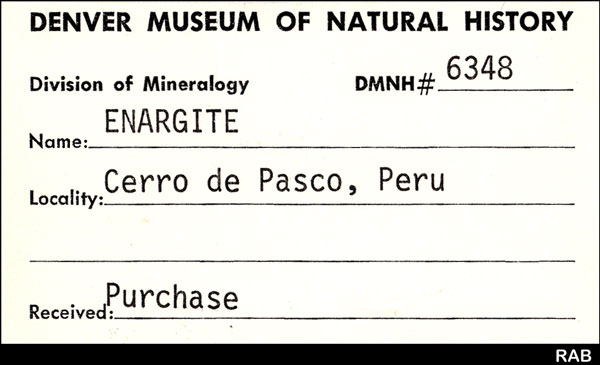 DENVER MUSEUM OF NATURAL HISTORY
Division of Mineralogy DMNH# 6348
Name: ENARGITE
Locality: Cerro de Pasco, Peru
Received: Purchase
RAB